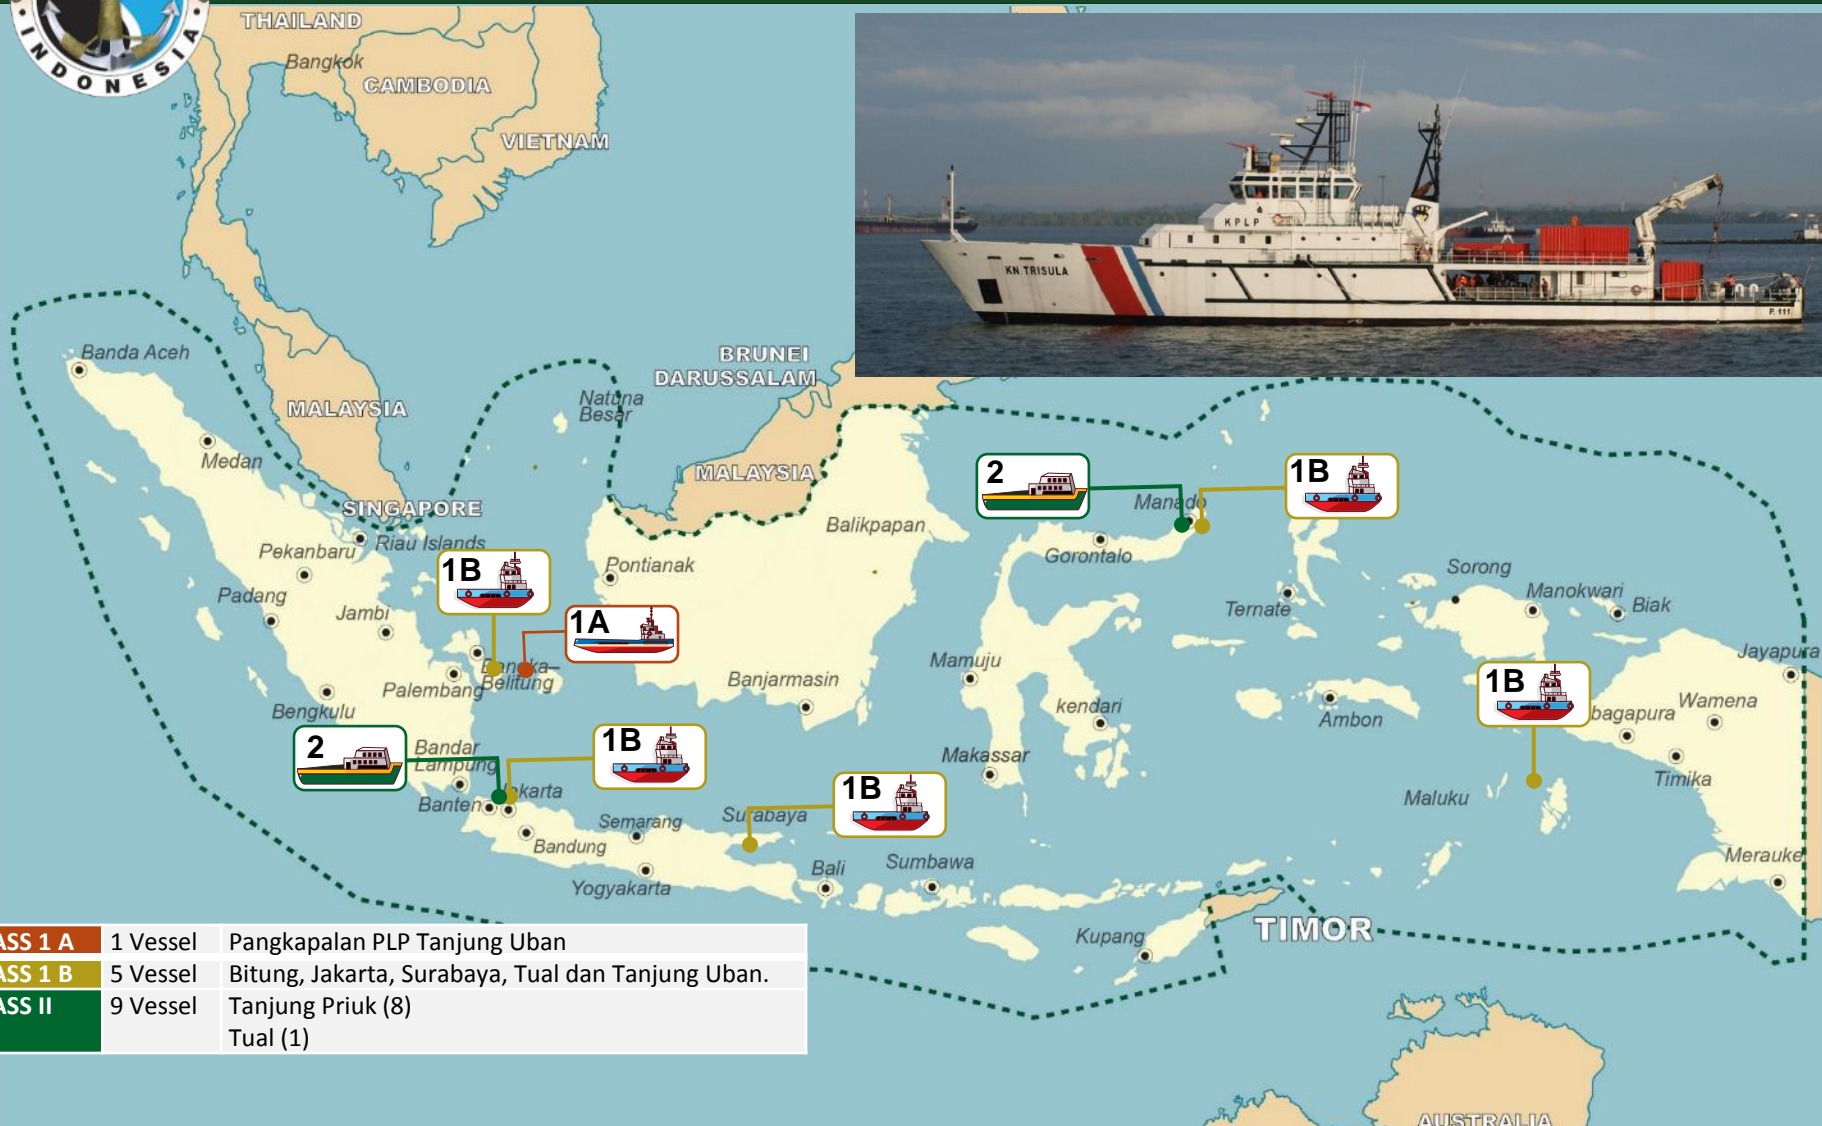 INDONESIA
THAILAND
Bangkok
CAMBODIA
VIETNAM
KPLP
KN.TRISULA
P. 111
Banda Aceh
BRUNEI
DARUSSALAM
Natuna
Besar
MALAYSIA
Medan
MALAYSIA
2
1B
SINGAPORE
Manado
Balikpapan
Riau Islands
Pekanbaru
Gorontalo
1B
Pontianak
Sorong
Padang
Manokwari
Jambi
1A
Ternate
Biak
Bangka–
Belitung
Mamuju
Jayapura
Palembang
Banjarmasin
1B
Bengkulu
kendari
Ambon
bagapura
Wamena
2
Bandar
Lampung
1B
Makassar
Timika
1B
Banten
Jakarta
Maluku
Semarang
Surabaya
Bandung
Merauke
Bali
Sumbawa
Yogyakarta
TIMOR
Kupang
ASS 1 A 1 Vessel Pangkapalan PLP Tanjung Uban
ASS 1 B 5 Vessel Bitung, Jakarta, Surabaya, Tual dan Tanjung Uban.
ASS II 9 Vessel Tanjung Priuk (8)
Tual (1)
AUSTRALIA